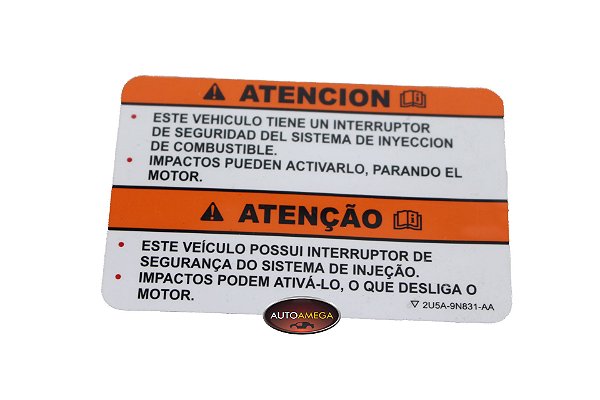 ATENCION
• ESTE VEHICULO TIENE UN INTERRUPTOR
DE SEGURIDAD DEL SISTEMA DE INYECCION
DE COMBUSTIBLE.
• IMPACTOS PUEDEN ACTIVARLO, PARANDO EL
MOTOR.
ATENÇÃO
• ESTE VEÍCULO POSSUI INTERRUPTOR DE
SEGURANÇA DO SISTEMA DE INJEÇÃO.
• IMPACTOS PODEM ATIVÁ-LO, O QUE DESLIGA O
MOTOR.
2U5A-9N831-AA
AUTOAMEGA